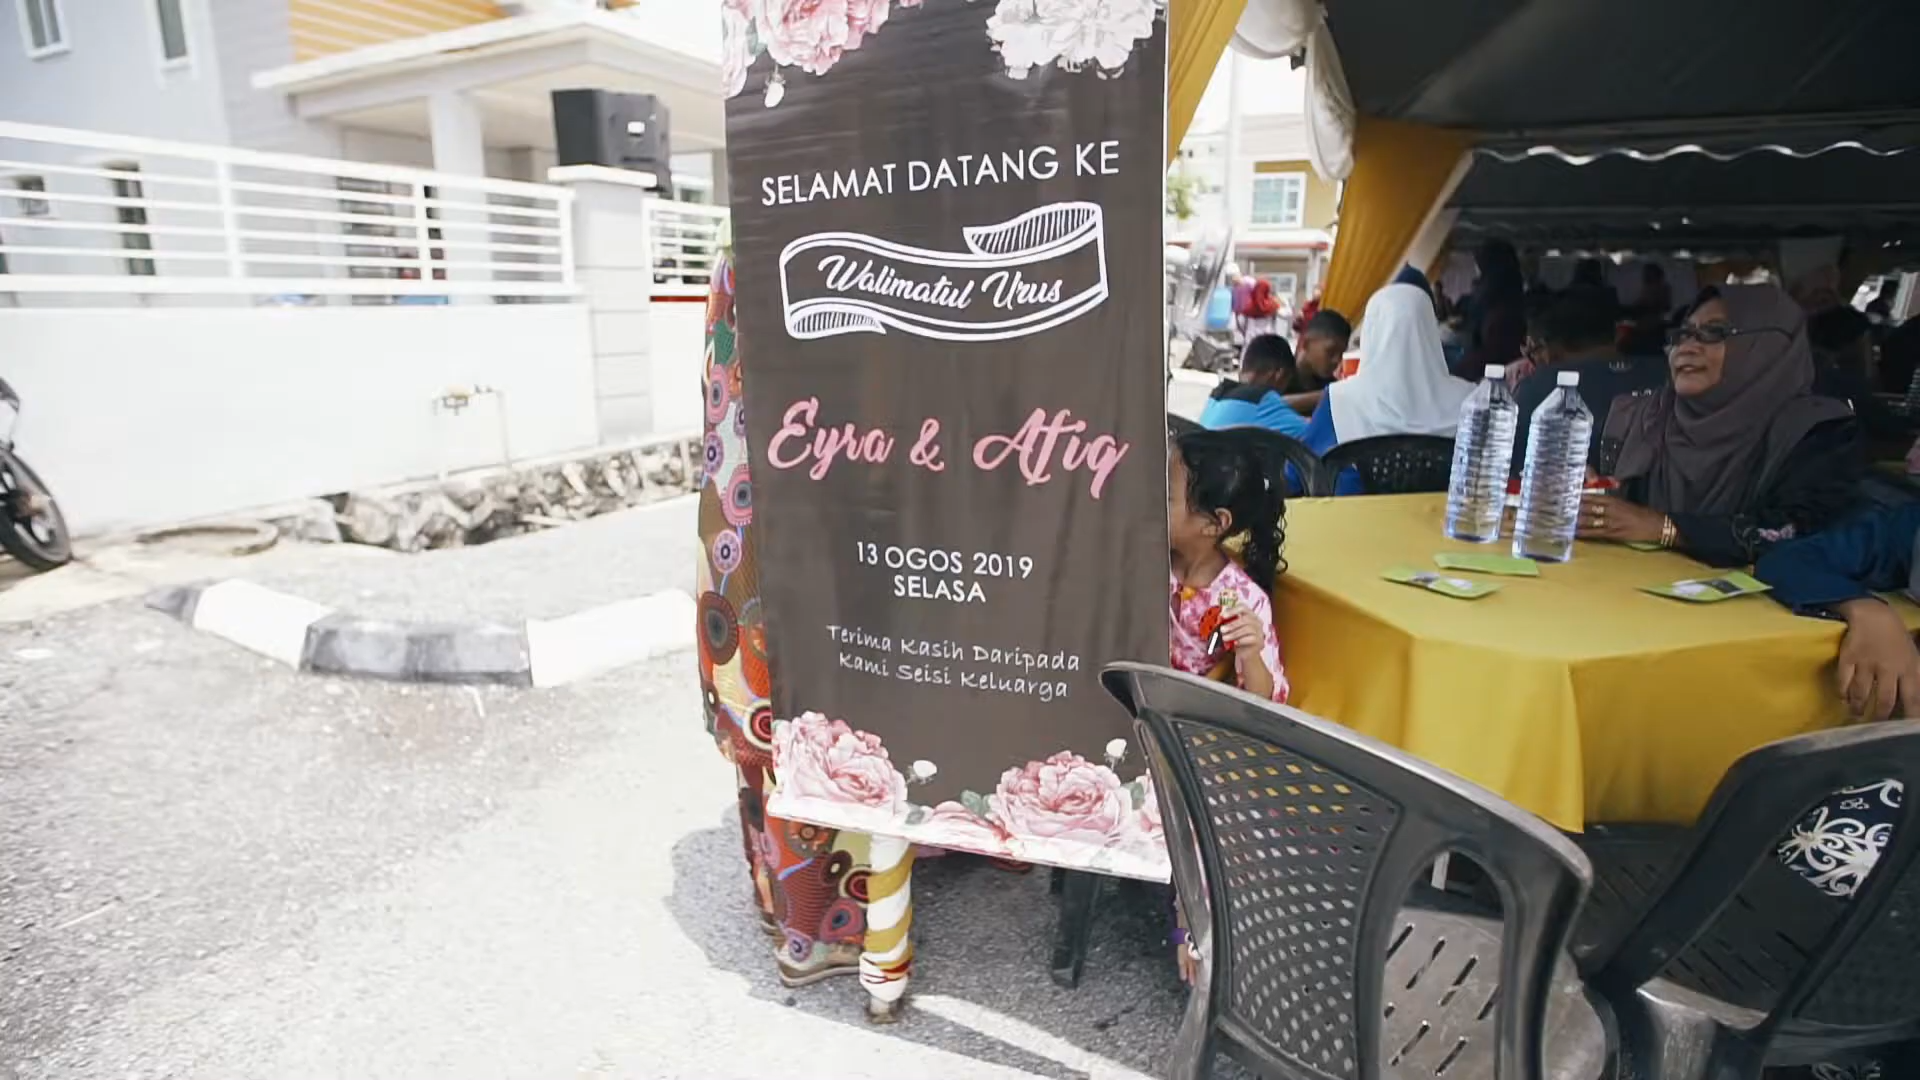 SELAMAT DATANG KE
Walimatul Urus
Eyra & Afiq
13 OGOS 2019
SELASA
Terima Kasih Daripada
Kami Seisi Keluarga